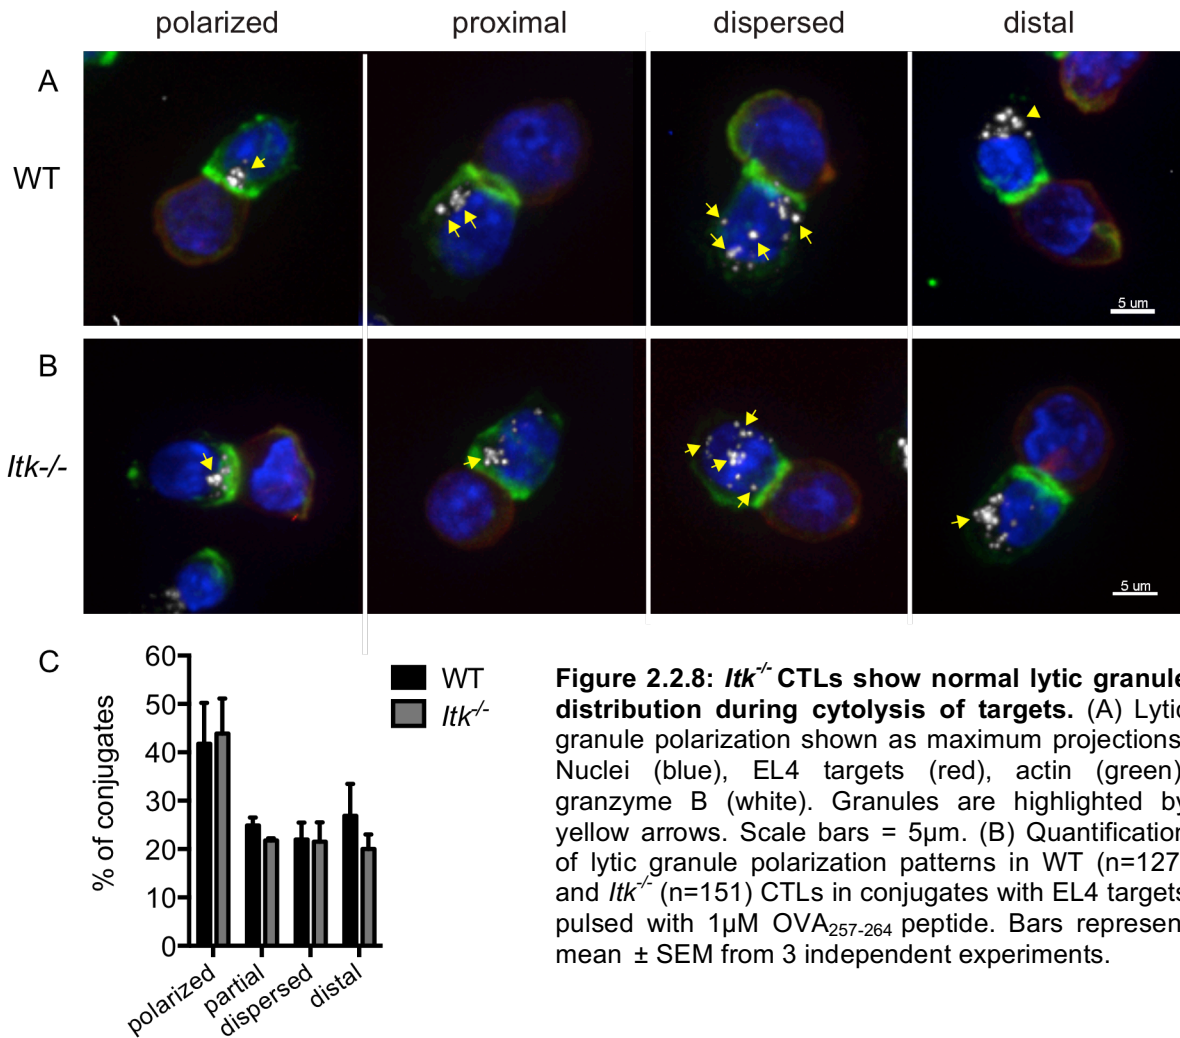 polarized proximal dispersed distal
A
WT
5 um
B
Itk-/-
5 um
C
60
50
40
30
20
10
0
% of conjugates
polarized
partial
dispersed
distal
WT
Itk-/-
Figure 2.2.8: Itk-/- CTLs show normal lytic granule
distribution during cytolysis of targets. (A) Lytic
granule polarization shown as maximum projections
Nuclei (blue), EL4 targets (red), actin (green)
granzyme B (white). Granules are highlighted by
yellow arrows. Scale bars = 5µm. (B) Quantification
of lytic granule polarization patterns in WT (n=127
and Itk-/- (n=151) CTLs in conjugates with EL4 targets
pulsed with 1µM OVA257-264 peptide. Bars represen
mean ± SEM from 3 independent experiments.